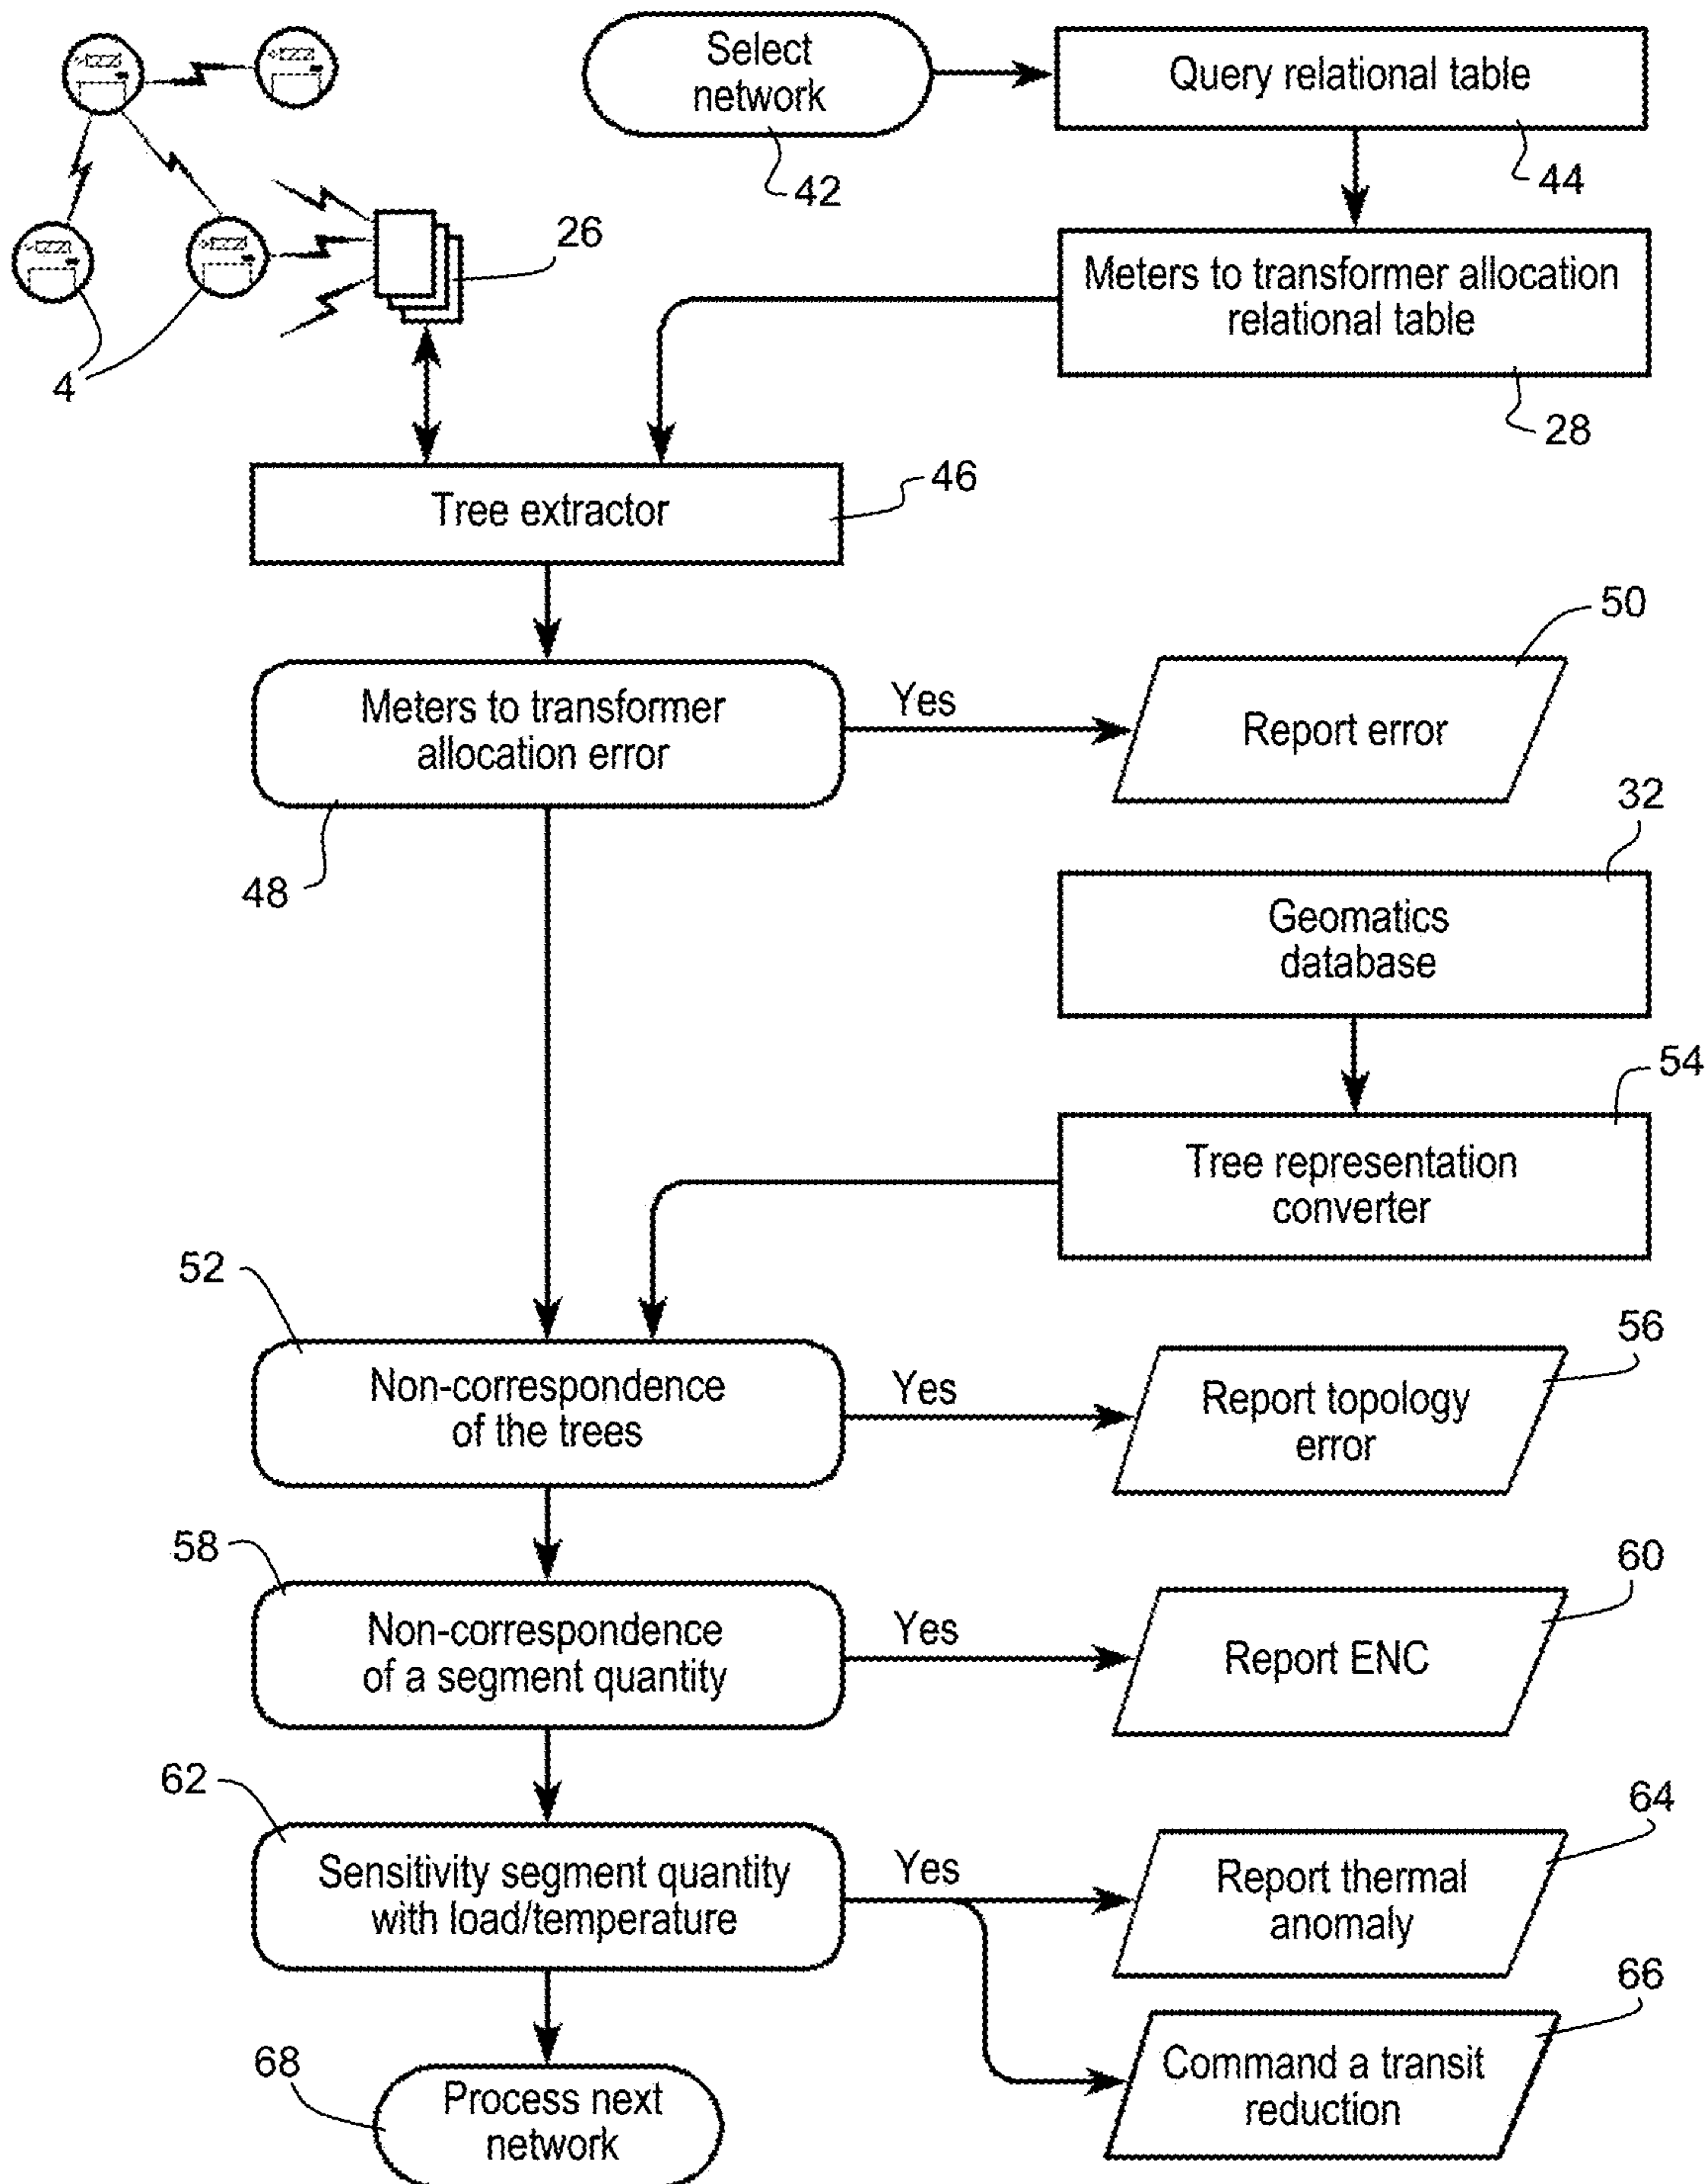 Select
network
42
Query relational table
44
26
Meters to transformer allocation
relational table
28
4
Tree extractor
46
50
Meters to transformer
allocation error
Yes
Report error
48
32
Geomatics
database
54
Tree representation
converter
52
56
Non-correspondence
of the trees
Yes
Report topology
error
58
60
Non-correspondence
of a segment quantity
Yes
Report ENC
62
64
Sensitivity segment quantity
with load/temperature
Yes
Report thermal
anomaly
66
68
Process next
network
Command a transit
reduction